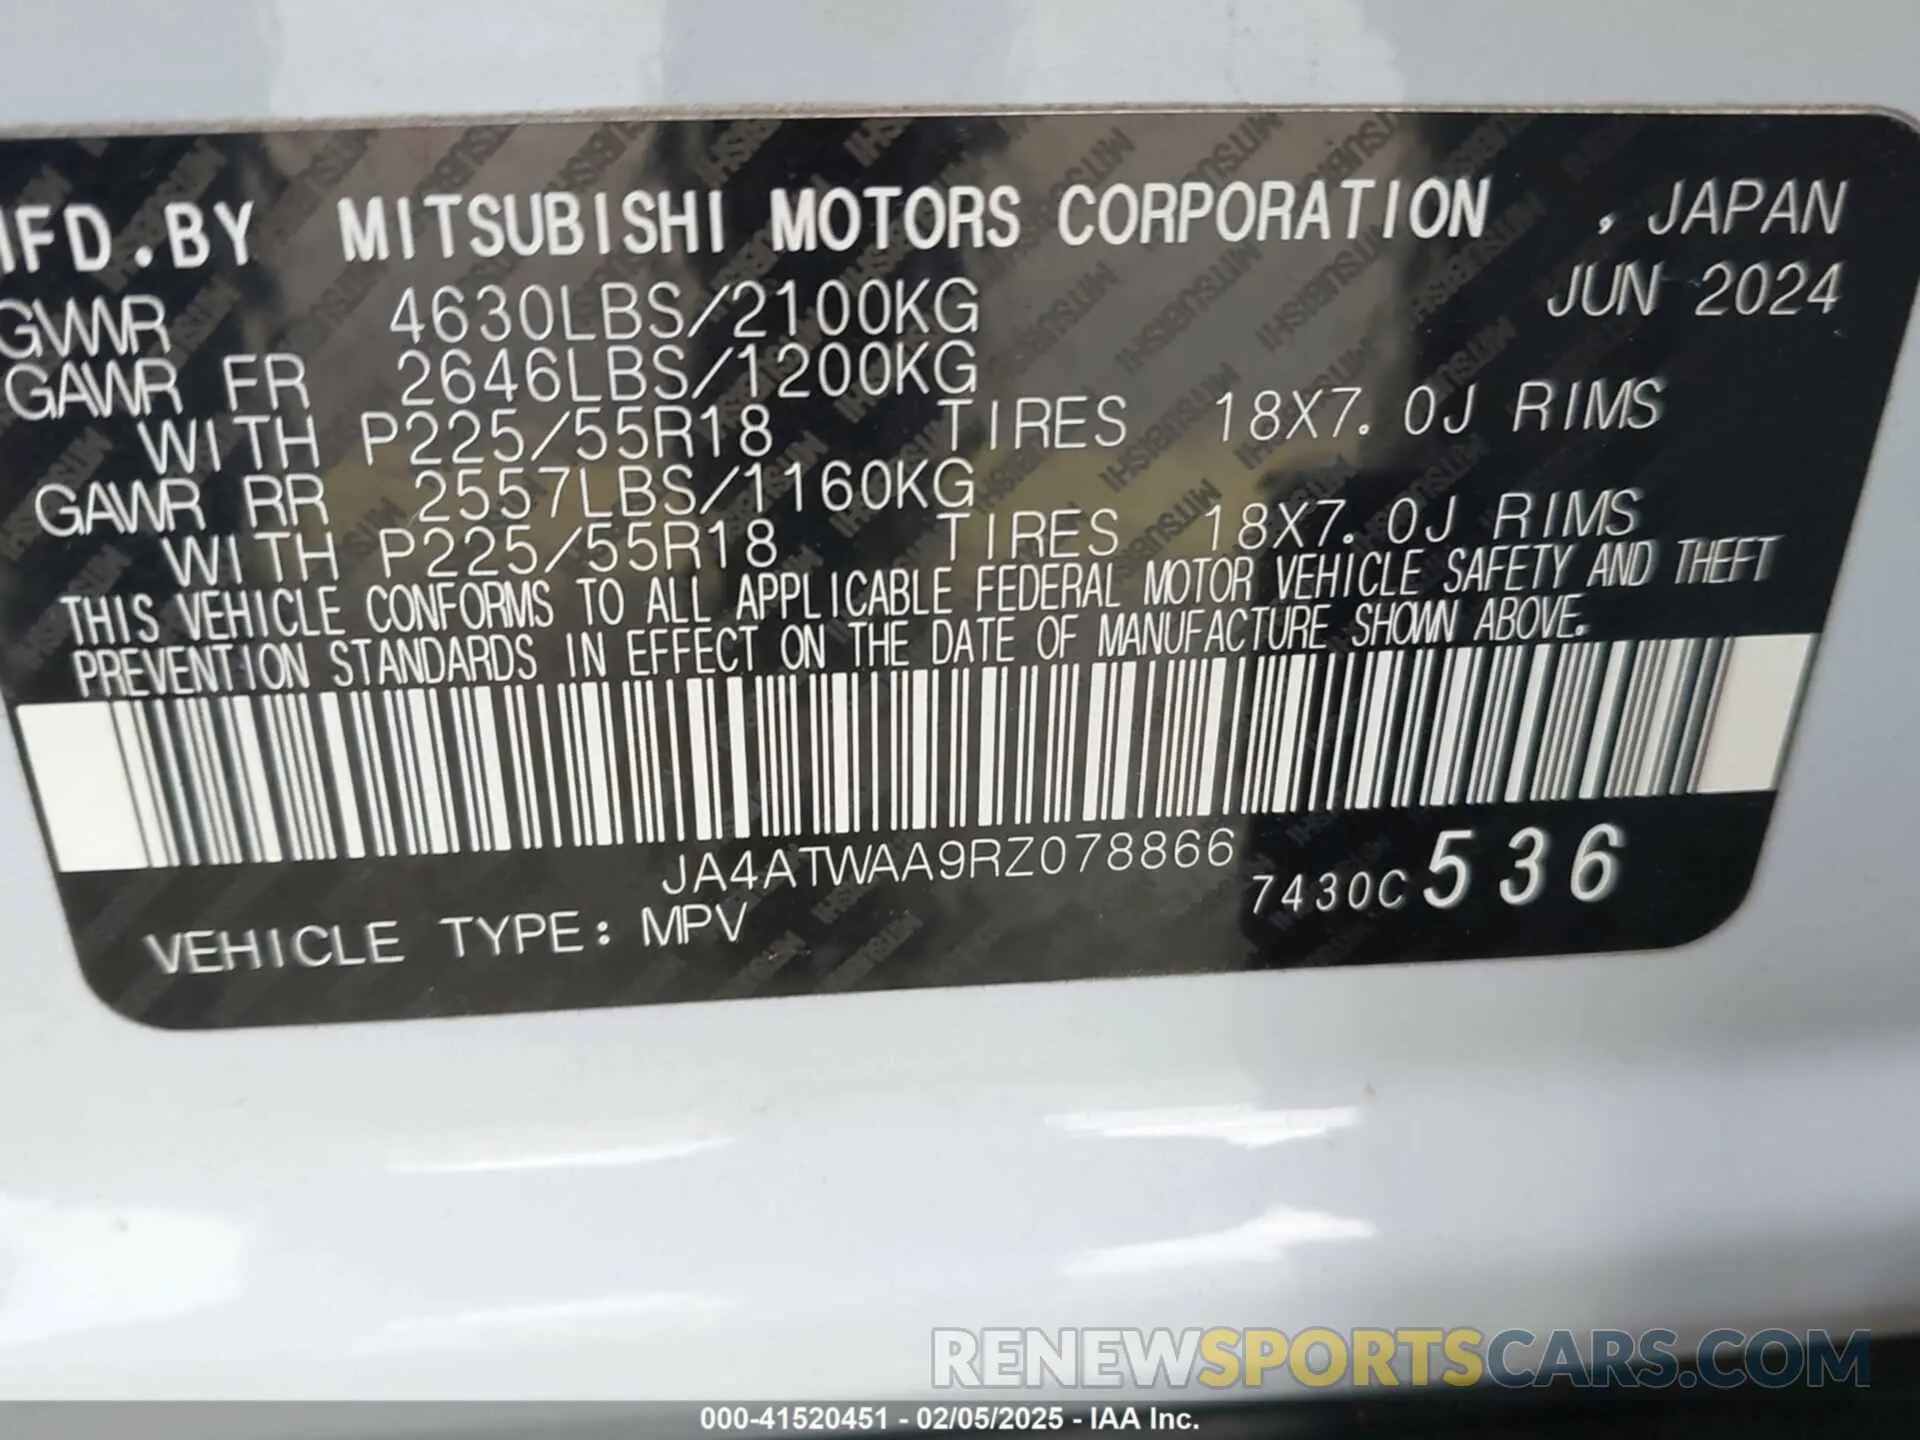 MFD.BY MITSUBISHI MOTORS CORPORATION , JAPAN
GVWR 4630LBS/2100KG JUN 2024
GAWR FR 2646LBS/1200KG
WITH P225/55R18 TIRES 18X7.0J RIMS
GAWR RR 2557LBS/1160KG
WITH P225/55R18 TIRES 18X7.0J RIMS
THIS VEHICLE CONFORMS TO ALL APPLICABLE FEDERAL MOTOR VEHICLE SAFETY AND THEFT
PREVENTION STANDARDS IN EFFECT ON THE DATE OF MANUFACTURE SHOWN ABOVE.
JA4ATWAA9RZ078866 7430C 536
VEHICLE TYPE: MPV
RENEWSPORTSCARS.COM
000-41520451 - 02/05/2025 - IAA Inc.